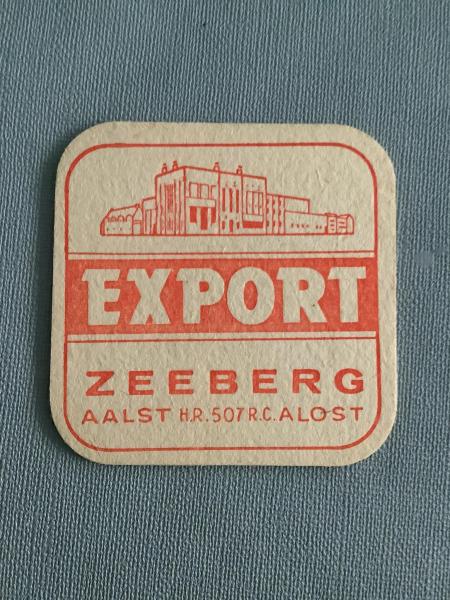 EXPORT
ZEEBERG
AALST H.R. 507 R.C. ALOST